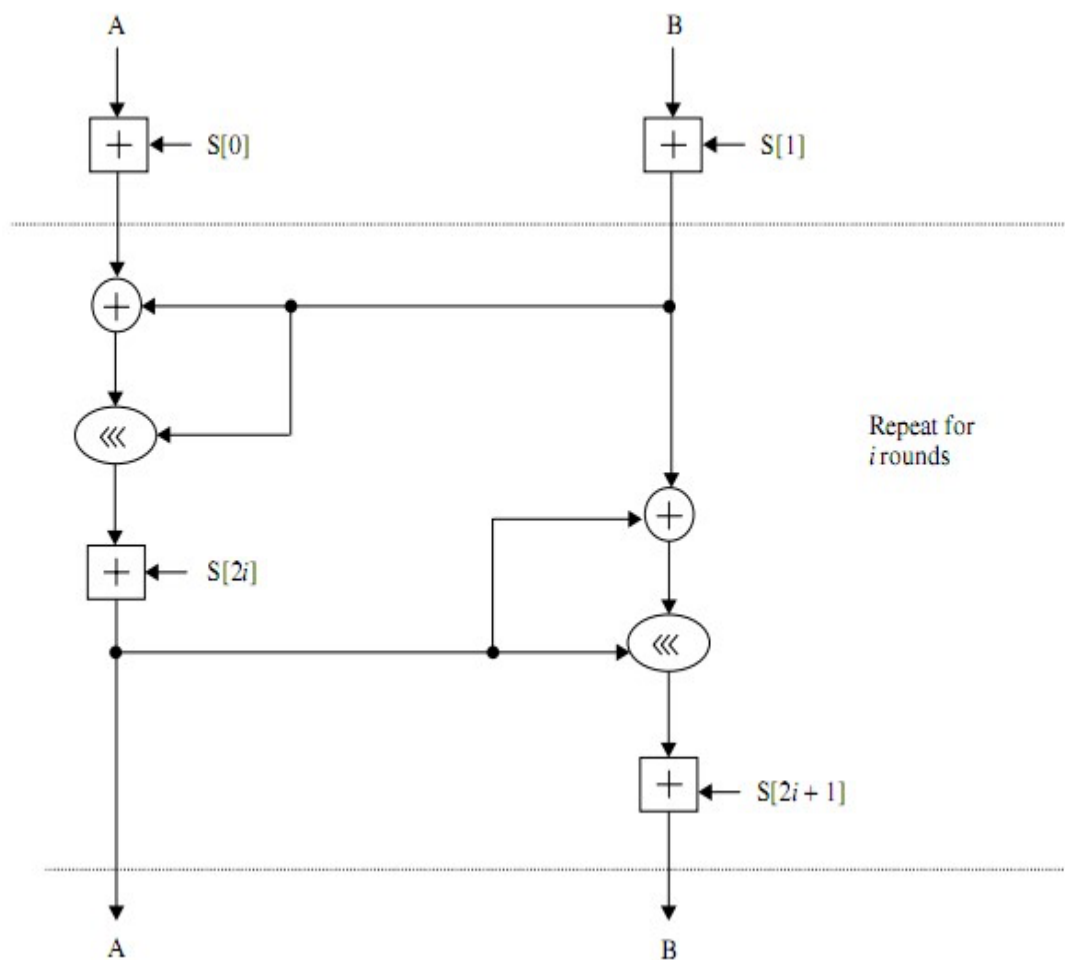 A
B
+
S[0]
+
S[1]
+
<<<
Repeat for
i rounds
+
+
S[2i]
<<<
+
S[2i + 1]
A
B